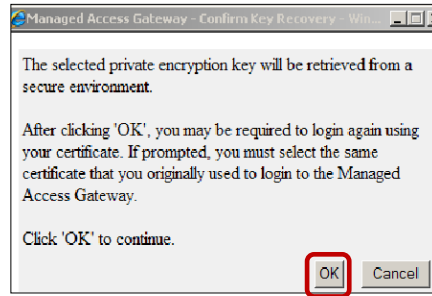 Managed Access Gateway - Confirm Key Recovery - Win...
The selected private encryption key will be retrieved from a
secure environment.
After clicking 'OK', you may be required to login again using
your certificate. If prompted, you must select the same
certificate that you originally used to login to the Managed
Access Gateway.
Click 'OK' to continue.
OK Cancel